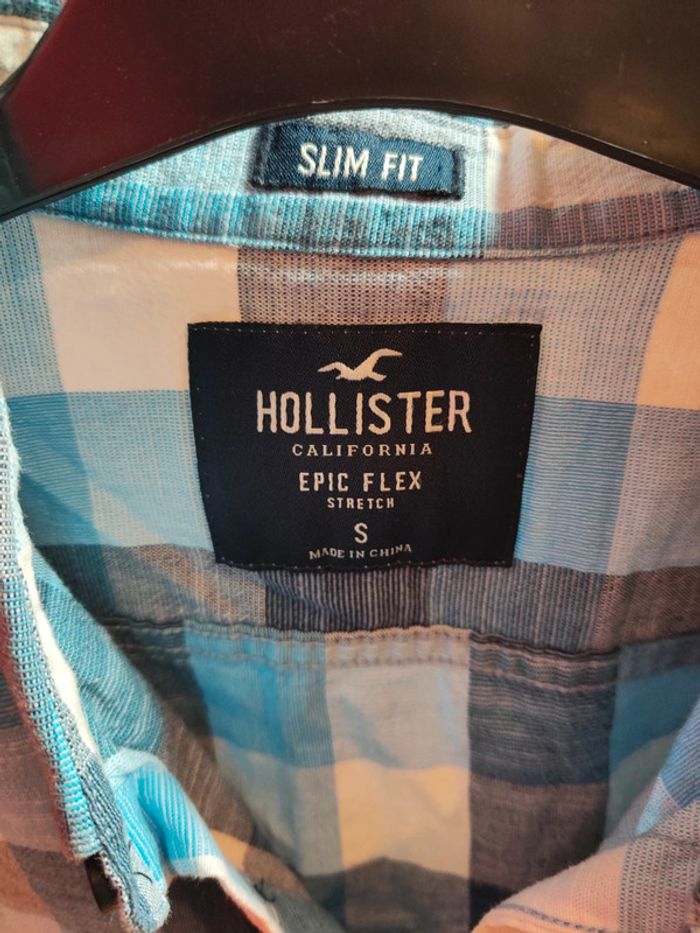 SLIM FIT
HOLLISTER
CALIFORNIA
EPIC FLEX
STRETCH
S
MADE IN CHINA